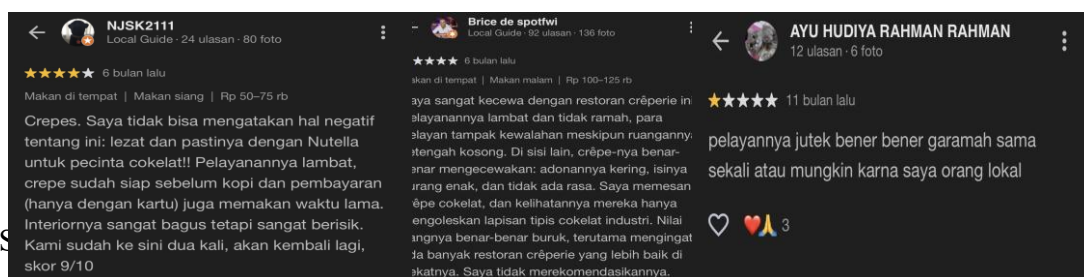 NJSK2111
Local Guide · 24 ulasan · 80 foto
6 bulan lalu
Makan di tempat | Makan siang | Rp 50–75 rb
Crepes. Saya tidak bisa mengatakan hal negatif
tentang ini: lezat dan pastinya dengan Nutella
untuk pecinta cokelat!! Pelayanannya lambat,
crepe sudah siap sebelum kopi dan pembayaran
(hanya dengan kartu) juga memakan waktu lama.
Interiornya sangat bagus tetapi sangat berisik.
Kami sudah ke sini dua kali, akan kembali lagi,
skor 9/10
Brice de spotfwi
Local Guide · 92 ulasan · 136 foto
6 bulan lalu
akan di tempat | Makan malam | Rp 100–125 rb
aya sangat kecewa dengan restoran crêperie in
elayanannya lambat dan tidak ramah, para
elayan tampak kewalahan meskipun ruangannya
etengah kosong. Di sisi lain, crêpe-nya benar-
enar mengecewakan: adonannya kering, isinya
urang enak, dan tidak ada rasa. Saya memesan
êpe cokelat, dan kelihatannya mereka hanya
engoleskan lapisan tipis cokelat industri. Nilai
angnya benar-benar buruk, terutama mengingat
da banyak restoran crêperie yang lebih baik di
ekatnya. Saya tidak merekomendasikannya.
AYU HUDIYA RAHMAN RAHMAN
12 ulasan · 6 foto
11 bulan lalu
pelayannya jutek bener bener garamah sama
sekali atau mungkin karna saya orang lokal
3
S